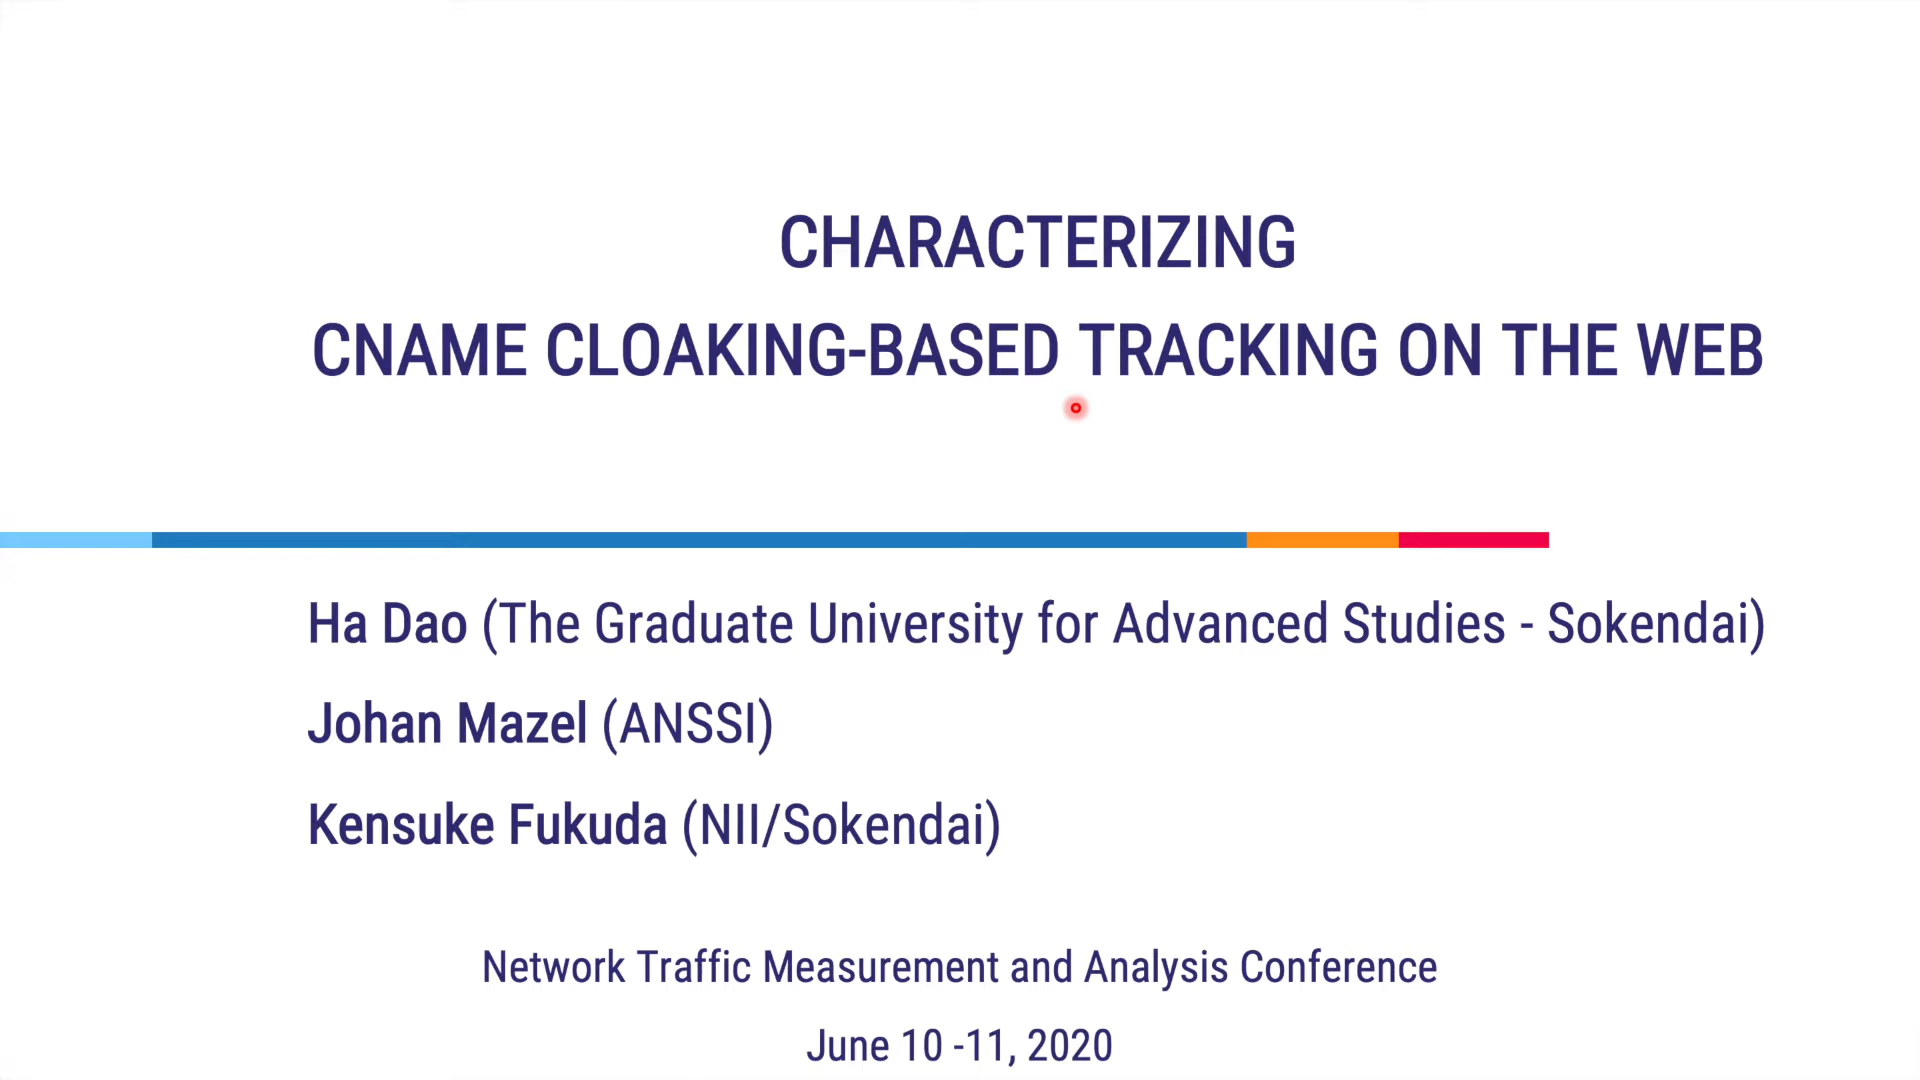 CHARACTERIZING
CNAME CLOAKING-BASED TRACKING ON THE WEB
Ha Dao (The Graduate University for Advanced Studies - Sokendai)
Johan Mazel (ANSSI)
Kensuke Fukuda (NII/Sokendai)
Network Traffic Measurement and Analysis Conference
June 10 -11, 2020